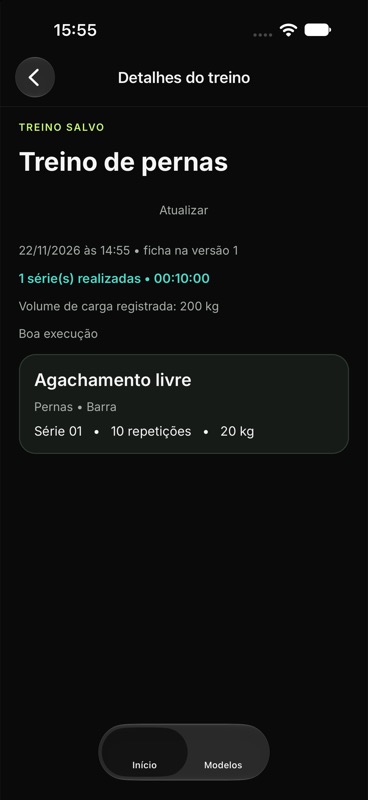 15:55
Detalhes do treino
TREINO SALVO
Treino de pernas
Atualizar
22/11/2026 às 14:55 • ficha na versão 1
1 série(s) realizadas • 00:10:00
Volume de carga registrada: 200 kg
Boa execução
Agachamento livre
Pernas • Barra
Série 01 • 10 repetições • 20 kg
Início Modelos